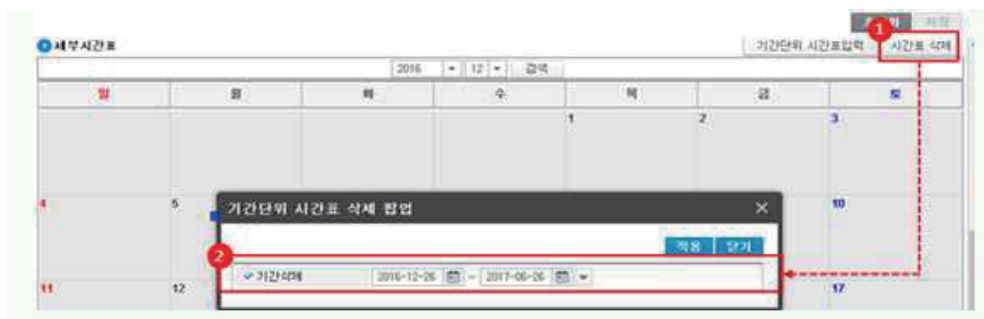 1
세부시간표 기간단위 시간표입력 시간표 삭제
2016 12 검색
일 월 화 수 목 금 토
1 2 3
4 5 10
기간단위 시간표 삭제 팝업 ×
적용 닫기
2
기간삭제 2016-12-26 ~ 2017-06-26
11 12 17